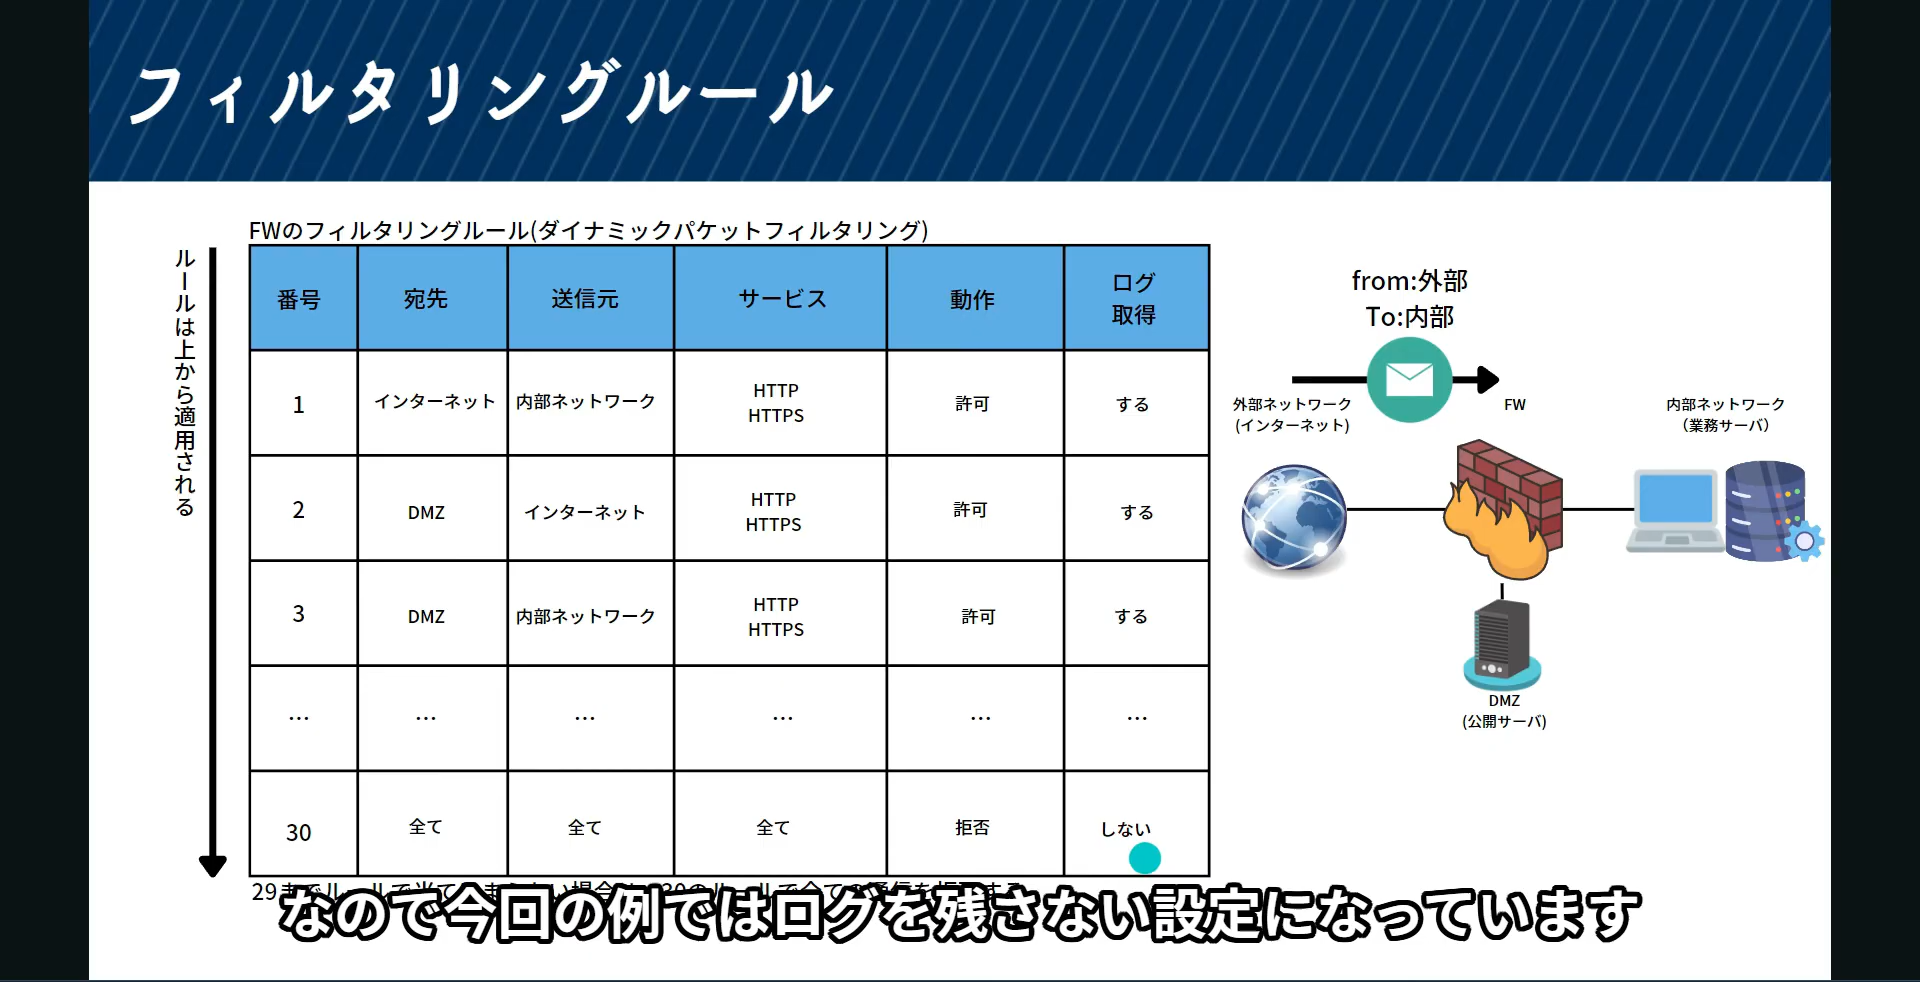 フィルタリングルール
FWのフィルタリングルール(ダイナミックパケットフィルタリング)
ルールは上から適用される
番号 宛先 送信元 サービス 動作 ログ取得
1 インターネット 内部ネットワーク HTTP HTTPS 許可 する
2 DMZ インターネット HTTP HTTPS 許可 する
3 DMZ 内部ネットワーク HTTP HTTPS 許可 する
… … … … … …
30 全て 全て 全て 拒否 しない
from:外部
To:内部
外部ネットワーク
(インターネット)
FW
内部ネットワーク
（業務サーバ）
DMZ
(公開サーバ)
29までルールで当て
なので今回の例ではログを残さない設定になっています